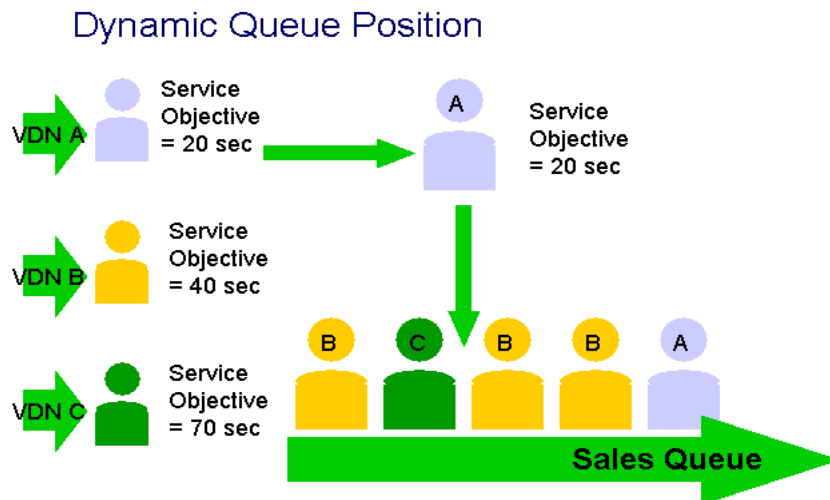 Dynamic Queue Position
VDN A
Service
Objective
= 20 sec
A
Service
Objective
= 20 sec
VDN B
Service
Objective
= 40 sec
VDN C
Service
Objective
= 70 sec
B
C
B
B
A
Sales Queue